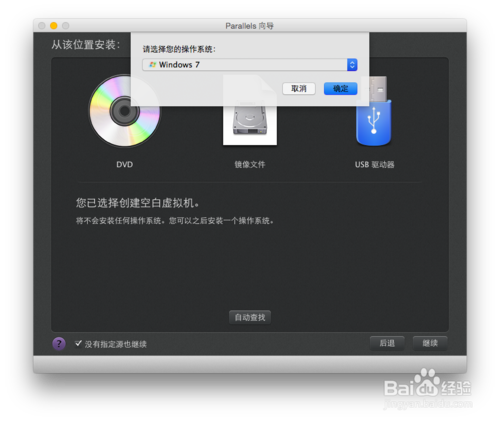 Parallels 向导
从该位置安装：
请选择您的操作系统：
Windows 7
取消
确定
DVD
镜像文件
USB 驱动器
您已选择创建空白虚拟机。
将不会安装任何操作系统。您可以之后安装一个操作系统。
自动查找
?
没有指定源也继续
后退
继续
Baidu 经验
jingyan.baidu.com